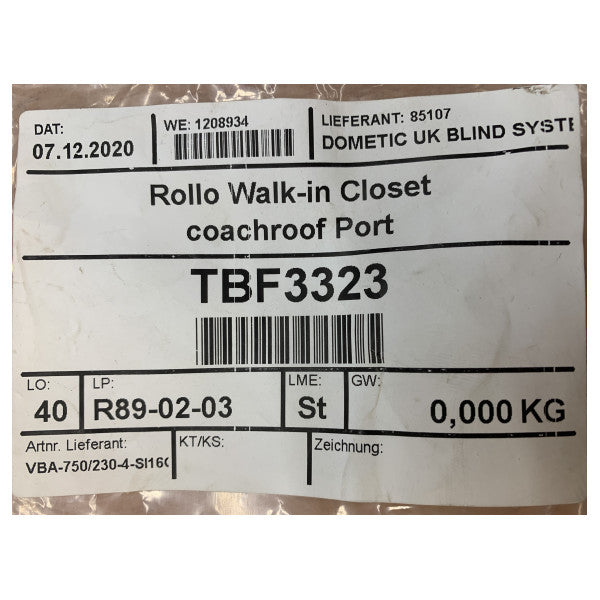 DAT:
07.12.2020
WE: 1208934
LIEFERANT: 85107
DOMETIC UK BLIND SYSTE
Rollo Walk-in Closet
coachroof Port
TBF3323
LO:
40
LP:
R89-02-03
LME:
St
GW:
0,000 KG
Artnr. Lieferant:
VBA-750/230-4-SI16
KT/KS:
Zeichnung: